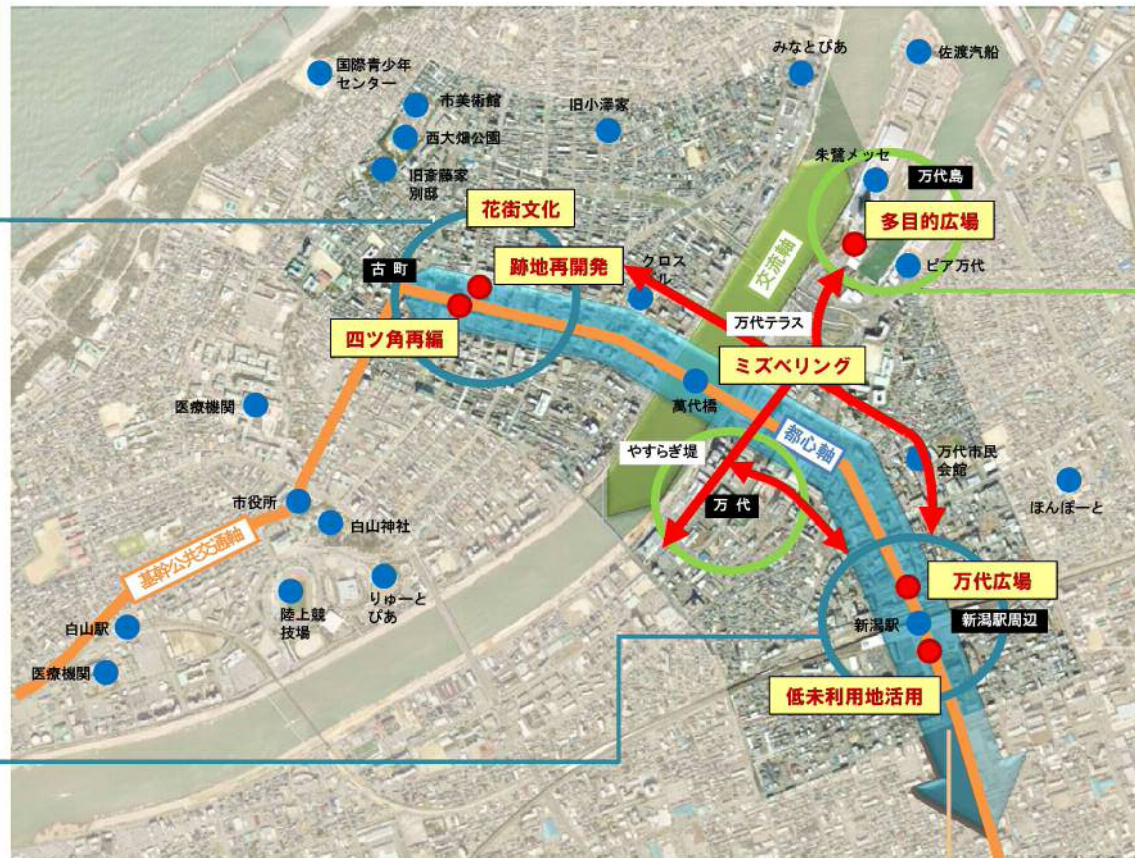 みなとぴあ
佐渡汽船
国際青少年
センター
市美術館
旧小澤家
西大畑公園
朱鷺メッセ
万代島
旧斎藤家
別邸
花街文化
多目的広場
交流軸
古町
跡地再開発
クロス
パル
ピア万代
万代テラス
四ツ角再編
ミズベリング
萬代橋
医療機関
都心軸
やすらぎ堤
万代市民
会館
万代
ほんぽーと
市役所
白山神社
基幹公共交通軸
万代広場
りゅーと
ぴあ
陸上競
技場
白山駅
新潟駅
新潟駅周辺
医療機関
低未利用地活用